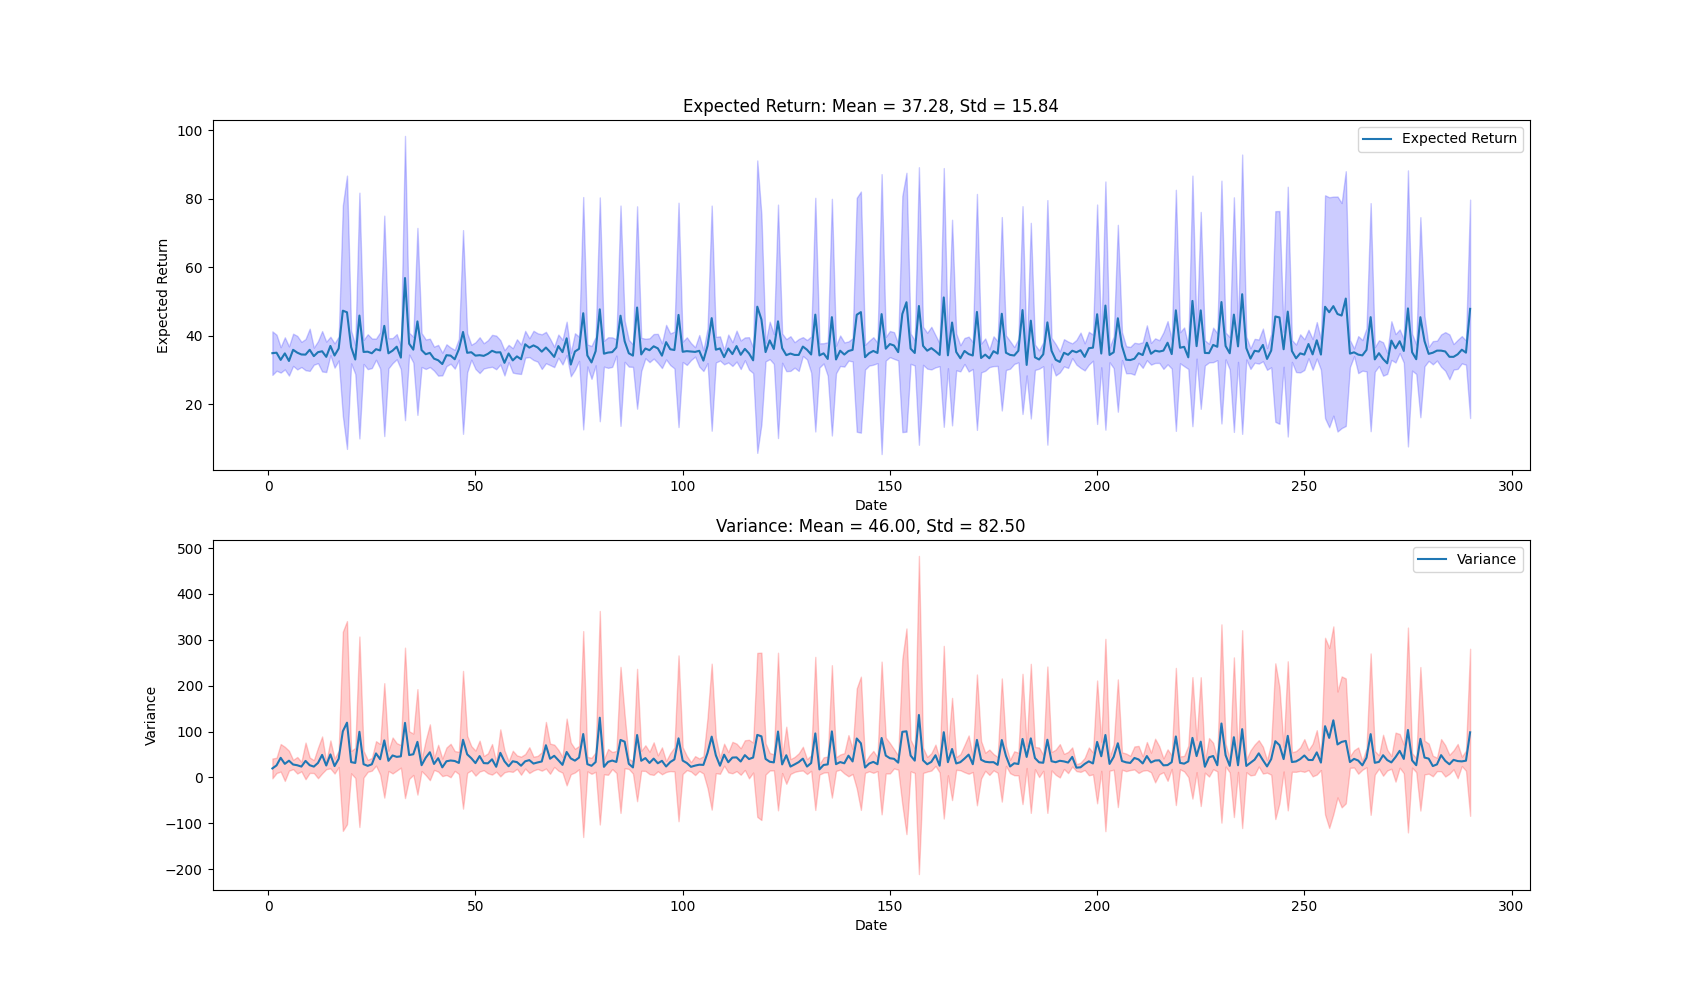 Expected Return: Mean = 37.28, Std = 15.84
Expected Return
100
80
60
40
20
Expected Return
0 50 100 150 200 250 300
Date
Variance: Mean = 46.00, Std = 82.50
Variance
500
400
300
200
100
0
−100
−200
Variance
0 50 100 150 200 250 300
Date